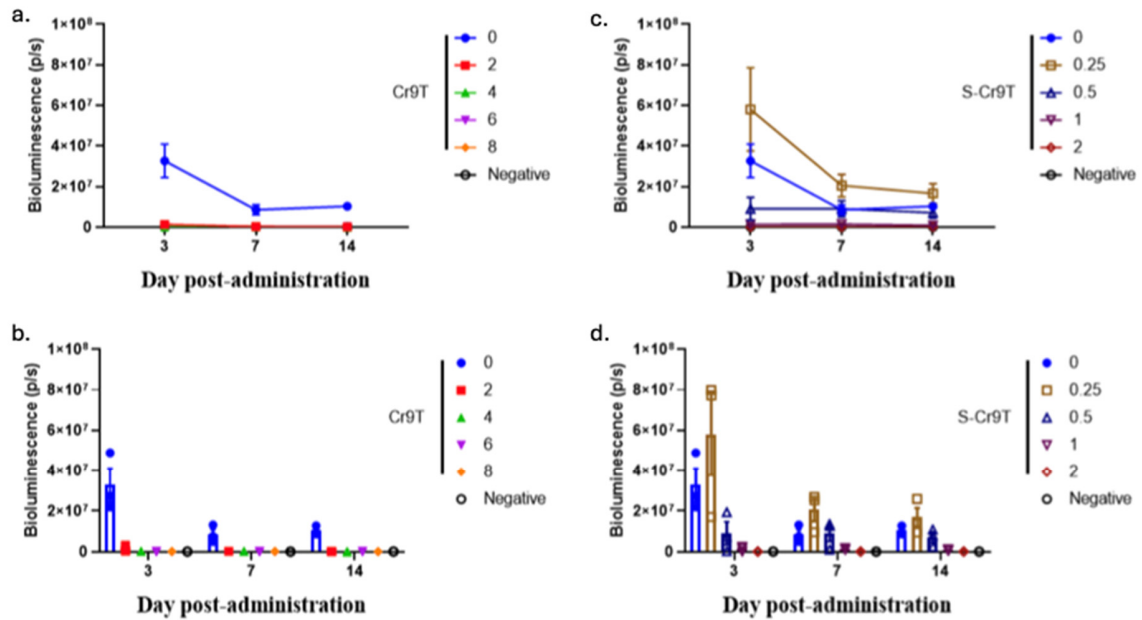 a.
Bioluminescence (p/s)
1×10⁸
8×10⁷
6×10⁷
4×10⁷
2×10⁷
0
3 7 14
Day post-administration
Cr9T
0
2
4
6
8
Negative
c.
Bioluminescence (p/s)
1×10⁸
8×10⁷
6×10⁷
4×10⁷
2×10⁷
0
3 7 14
Day post-administration
S-Cr9T
0
0.25
0.5
1
2
Negative
b.
Bioluminescence (p/s)
1×10⁸
8×10⁷
6×10⁷
4×10⁷
2×10⁷
0
3 7 14
Day post-administration
Cr9T
0
2
4
6
8
Negative
d.
Bioluminescence (p/s)
1×10⁸
8×10⁷
6×10⁷
4×10⁷
2×10⁷
0
3 7 14
Day post-administration
S-Cr9T
0
0.25
0.5
1
2
Negative